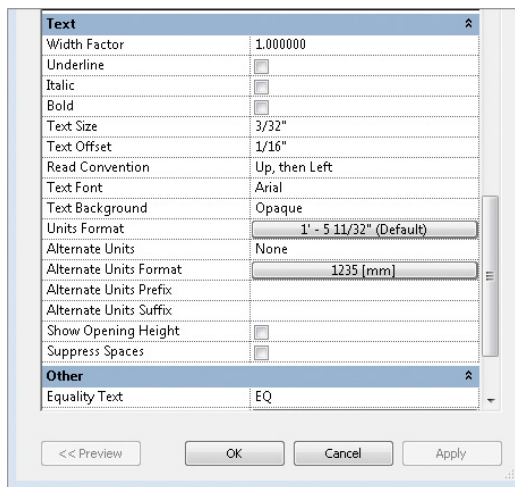 Text
Width Factor 1.000000
Underline
Italic
Bold
Text Size 3/32"
Text Offset 1/16"
Read Convention Up, then Left
Text Font Arial
Text Background Opaque
Units Format 1' - 5 11/32" (Default)
Alternate Units None
Alternate Units Format 1235 [mm]
Alternate Units Prefix
Alternate Units Suffix
Show Opening Height
Suppress Spaces
Other
Equality Text EQ
<< Preview OK Cancel Apply